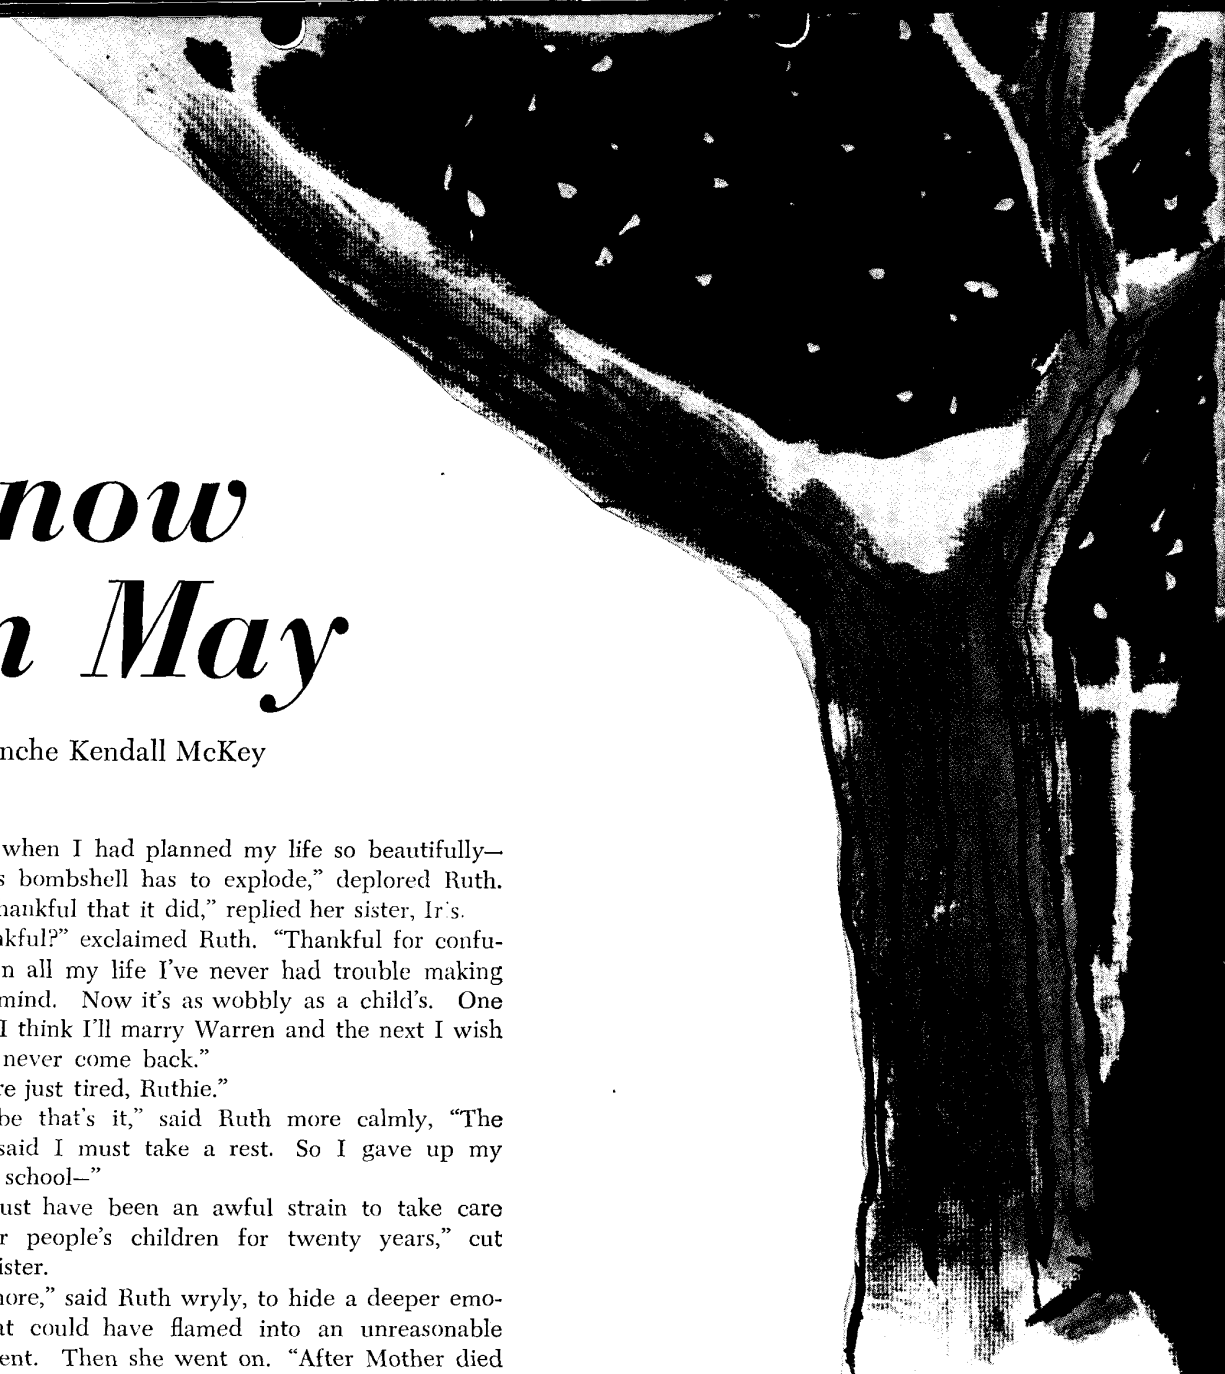 now
n May
nche Kendall McKey
when I had planned my life so beautifully—
s bombshell has to explode,” deplored Ruth.
hankful that it did,” replied her sister, Ir's.
kful?” exclaimed Ruth. “Thankful for confu-
n all my life I've never had trouble making
mind. Now it's as wobbly as a child's. One
I think I'll marry Warren and the next I wish
never come back.”
re just tired, Ruthie.”
be that's it,” said Ruth more calmly, “The
said I must take a rest. So I gave up my
school—”
ust have been an awful strain to take care
r people's children for twenty years,” cut
ister.
nore,” said Ruth wryly, to hide a deeper emo-
at could have flamed into an unreasonable
ent. Then she went on. “After Mother died